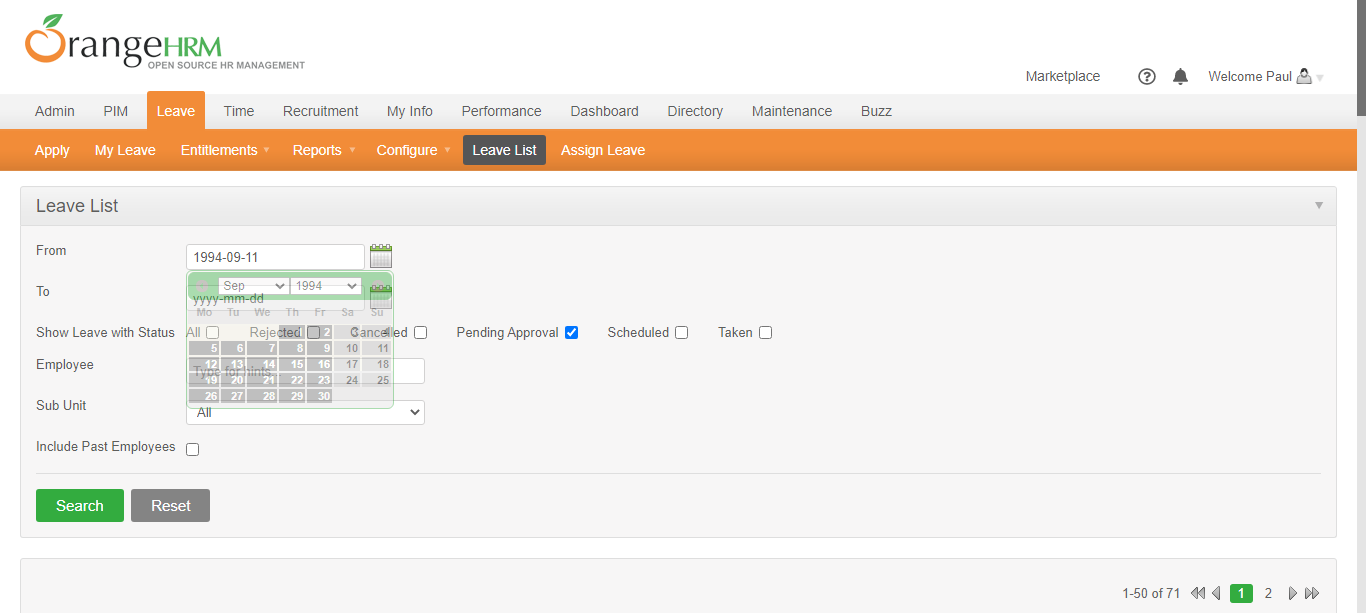 OrangeHRM
OPEN SOURCE HR MANAGEMENT
Marketplace ? Welcome Paul
Admin PIM Leave Time Recruitment My Info Performance Dashboard Directory Maintenance Buzz
Apply My Leave Entitlements Reports Configure Leave List Assign Leave
Leave List
From 1994-09-11
Sep 1994
To yyyy-mm-dd
Mo Tu We Th Fr Sa Su
Show Leave with Status All Rejected Cancelled Pending Approval Scheduled Taken
1 2 3 4
5 6 7 8 9 10 11
Employee Type for hints...
12 13 14 15 16 17 18
19 20 21 22 23 24 25
26 27 28 29 30
Sub Unit All
Include Past Employees
Search Reset
1-50 of 71 1 2